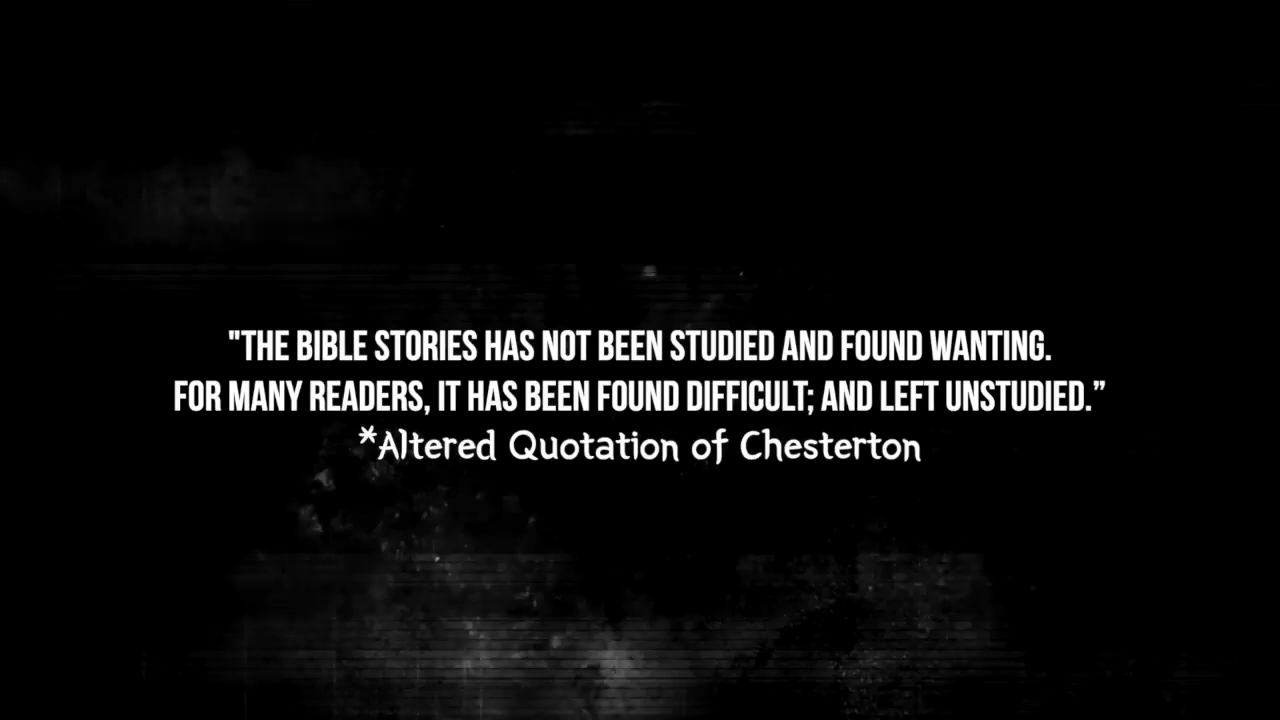 "THE BIBLE STORIES HAS NOT BEEN STUDIED AND FOUND WANTING.
FOR MANY READERS, IT HAS BEEN FOUND DIFFICULT; AND LEFT UNSTUDIED.”
*Altered Quotation of Chesterton